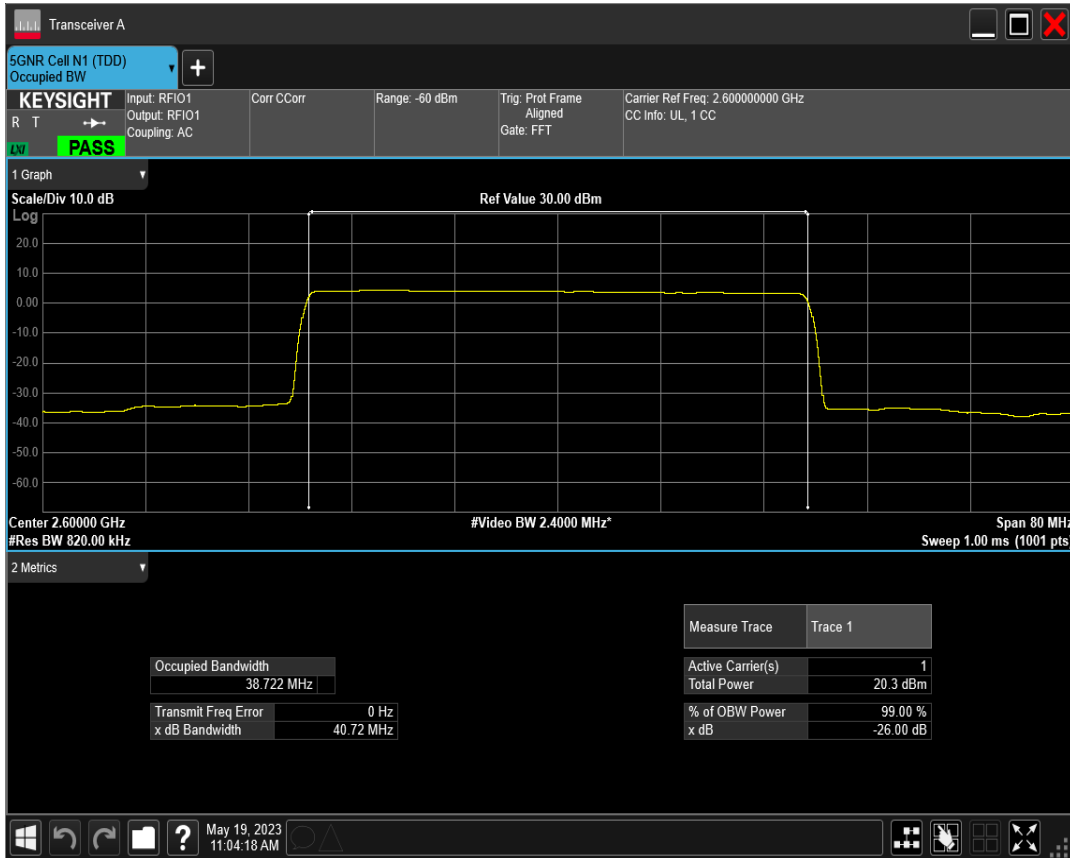 Transceiver A
5GNR Cell N1 (TDD)
Occupied BW
+
KEYSIGHT
R T
LXI
PASS
Input: RFIO1
Output: RFIO1
Coupling: AC
Corr CCorr
Range: -60 dBm
Trig: Prot Frame
Aligned
Gate: FFT
Carrier Ref Freq: 2.600000000 GHz
CC Info: UL, 1 CC
1 Graph
Scale/Div 10.0 dB
Ref Value 30.00 dBm
Log
20.0
10.0
0.00
-10.0
-20.0
-30.0
-40.0
-50.0
-60.0
Center 2.60000 GHz
#Video BW 2.4000 MHz*
Span 80 MHz
#Res BW 820.00 kHz
Sweep 1.00 ms (1001 pts)
2 Metrics
Measure Trace Trace 1
Occupied Bandwidth
38.722 MHz
Active Carrier(s) 1
Total Power 20.3 dBm
Transmit Freq Error 0 Hz
x dB Bandwidth 40.72 MHz
% of OBW Power 99.00 %
x dB -26.00 dB
?
May 19, 2023
11:04:18 AM